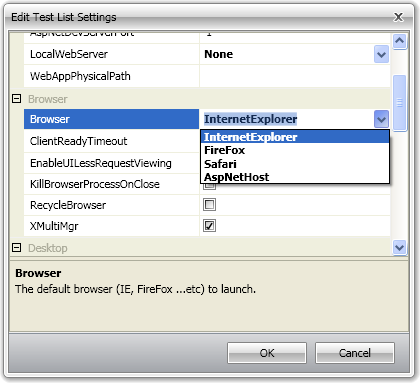 Edit Test List Settings
AspNetDevServerPort -1
LocalWebServer None
WebAppPhysicalPath
Browser
Browser InternetExplorer
ClientReadyTimeout InternetExplorer
EnableUILessRequestViewing FireFox
Safari
KillBrowserProcessOnClose AspNetHost
RecycleBrowser
XMultiMgr
Desktop
Browser
The default browser (IE, FireFox ...etc) to launch.
OK Cancel